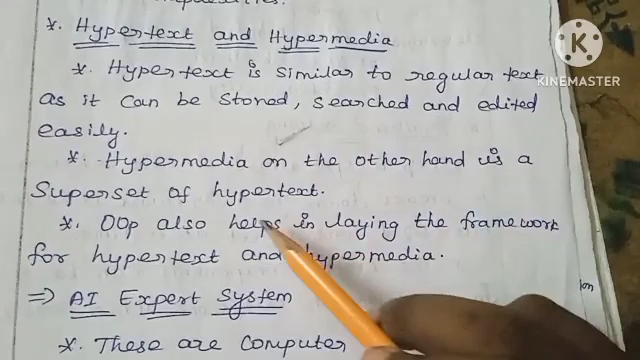 *. Hypertext and Hypermedia
*. Hypertext is similar to regular text
as it can be stored, searched and edited
easily.
*. Hypermedia on the other hand is a
Superset of hypertext.
*. OOp also helps in laying the framework
for hypertext and hypermedia.
⇒ AI Expert System
*. These are computer
KINEMASTER